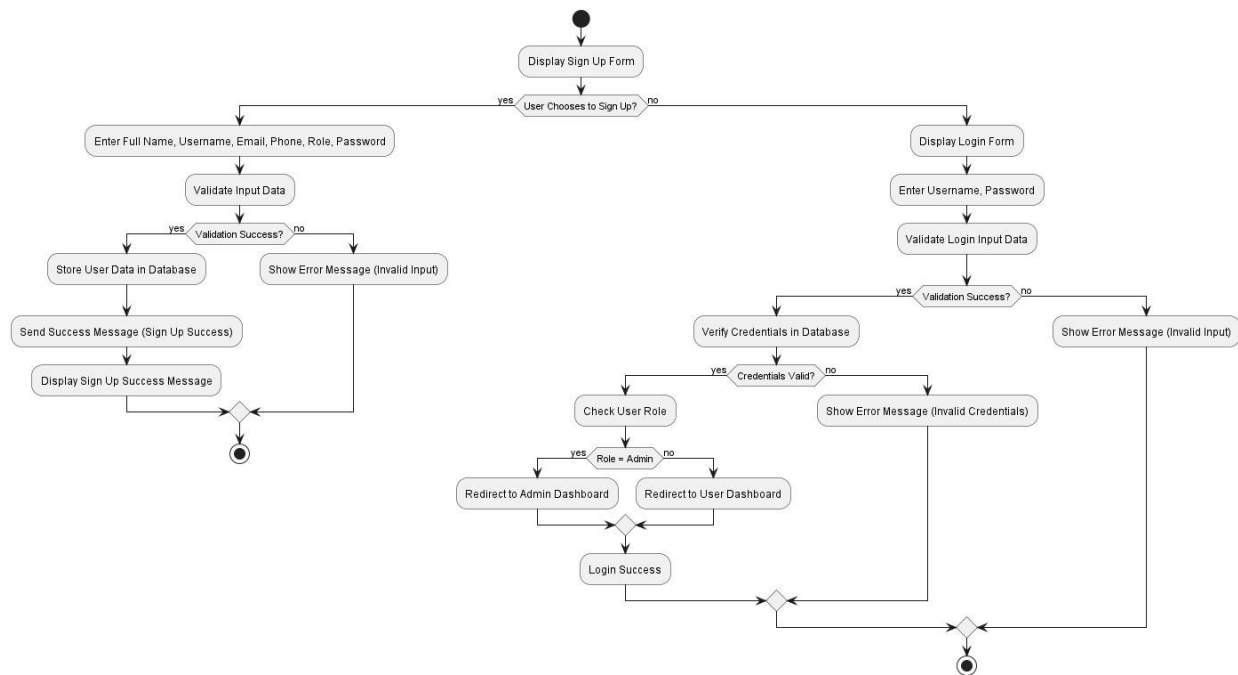 Display Sign Up Form
yes
User Chooses to Sign Up?
no
Enter Full Name, Username, Email, Phone, Role, Password
Validate Input Data
yes
Validation Success?
no
Store User Data in Database
Show Error Message (Invalid Input)
Send Success Message (Sign Up Success)
Display Sign Up Success Message
Display Login Form
Enter Username, Password
Validate Login Input Data
yes
Validation Success?
no
Verify Credentials in Database
Show Error Message (Invalid Input)
yes
Credentials Valid?
no
Check User Role
Show Error Message (Invalid Credentials)
yes
Role = Admin
no
Redirect to Admin Dashboard
Redirect to User Dashboard
Login Success